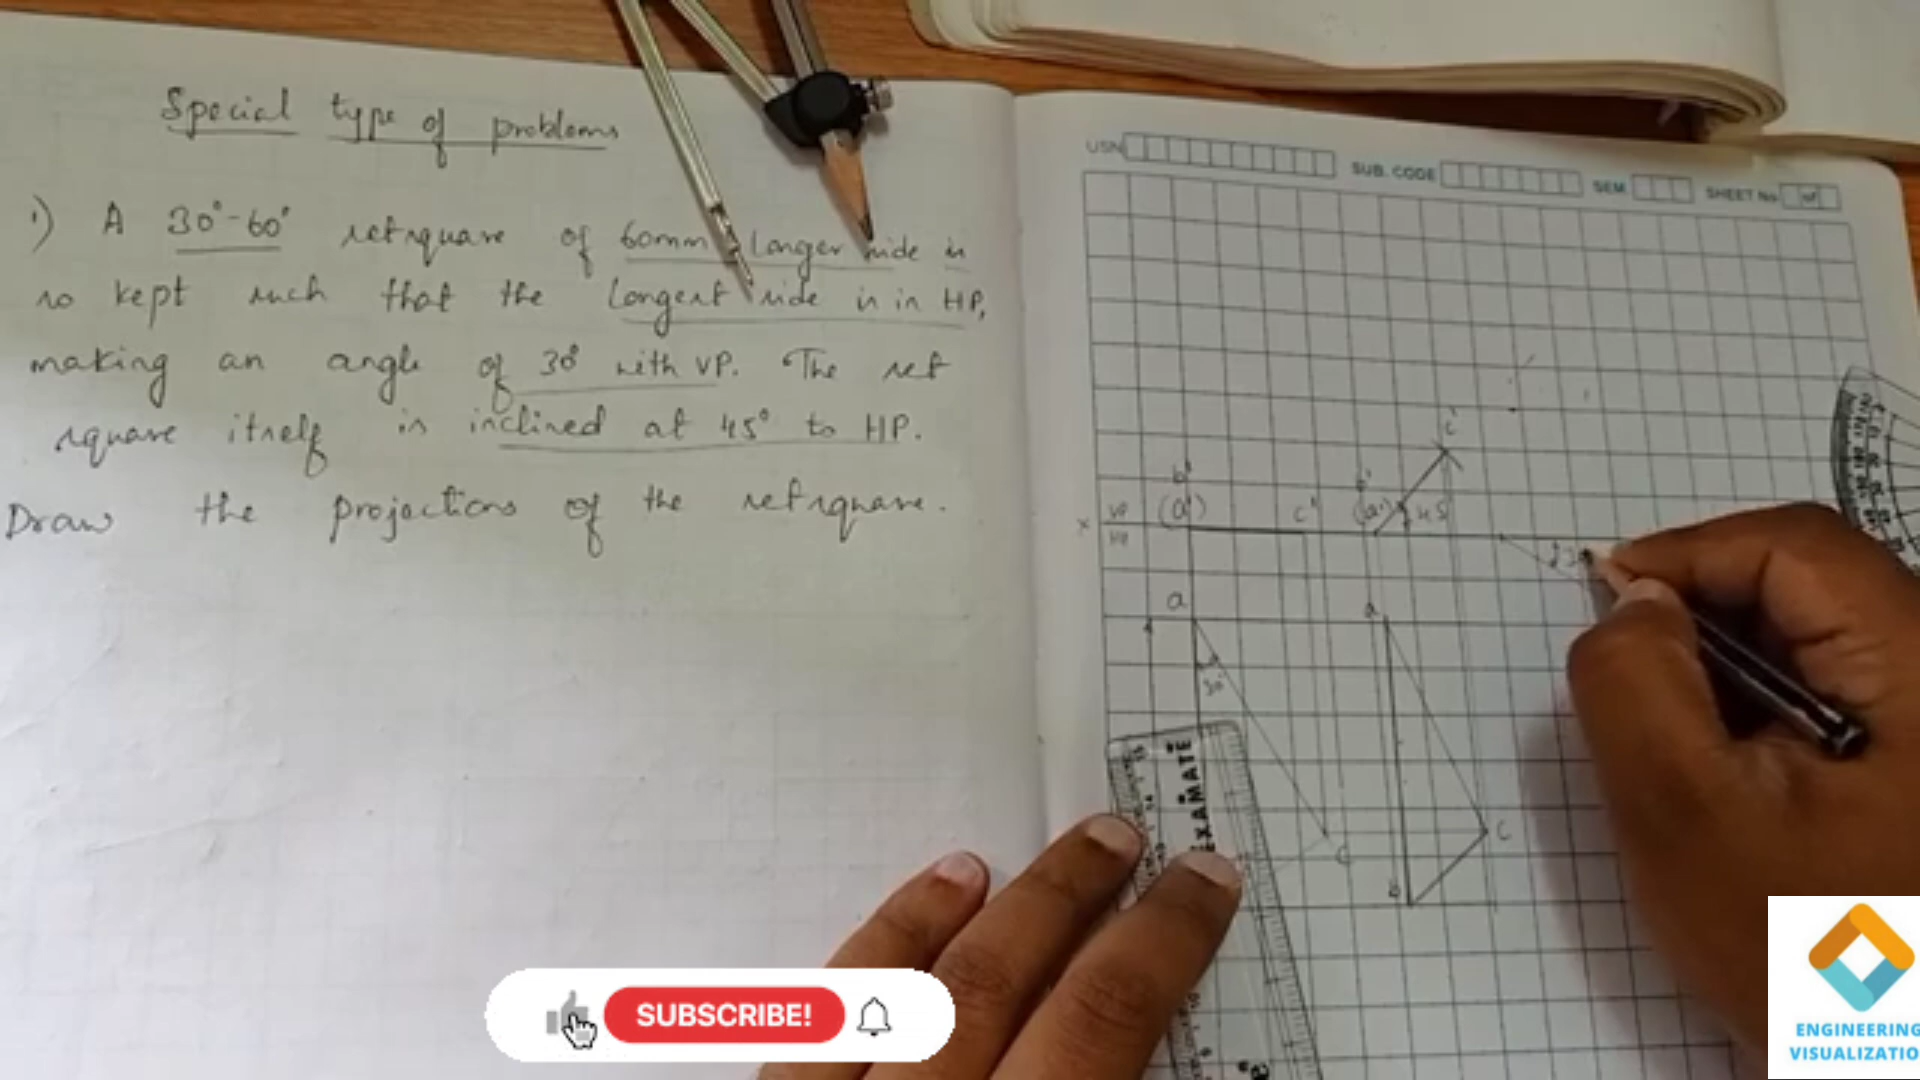 Special type of problems
1) A 30°-60° setsquare of 60mm longer side is
so kept such that the longest side is in HP,
making an angle of 30° with VP. The set
square itself is inclined at 45° to HP.
Draw the projections of the setsquare.
USN SUB. CODE SEM SHEET No of
c'
b' b'
(a') c' (a') 45
X VP
HP
a a
30°
c
c
b
EXAMATE
SUBSCRIBE!
ENGINEERING
VISUALIZATIO